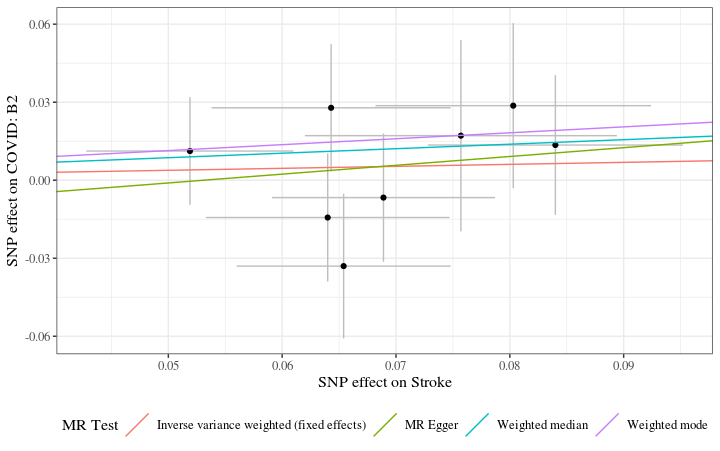 SNP effect on COVID: B2
0.06
0.03
0.00
-0.03
-0.06
0.05 0.06 0.07 0.08 0.09
SNP effect on Stroke
MR Test Inverse variance weighted (fixed effects) MR Egger Weighted median Weighted mode